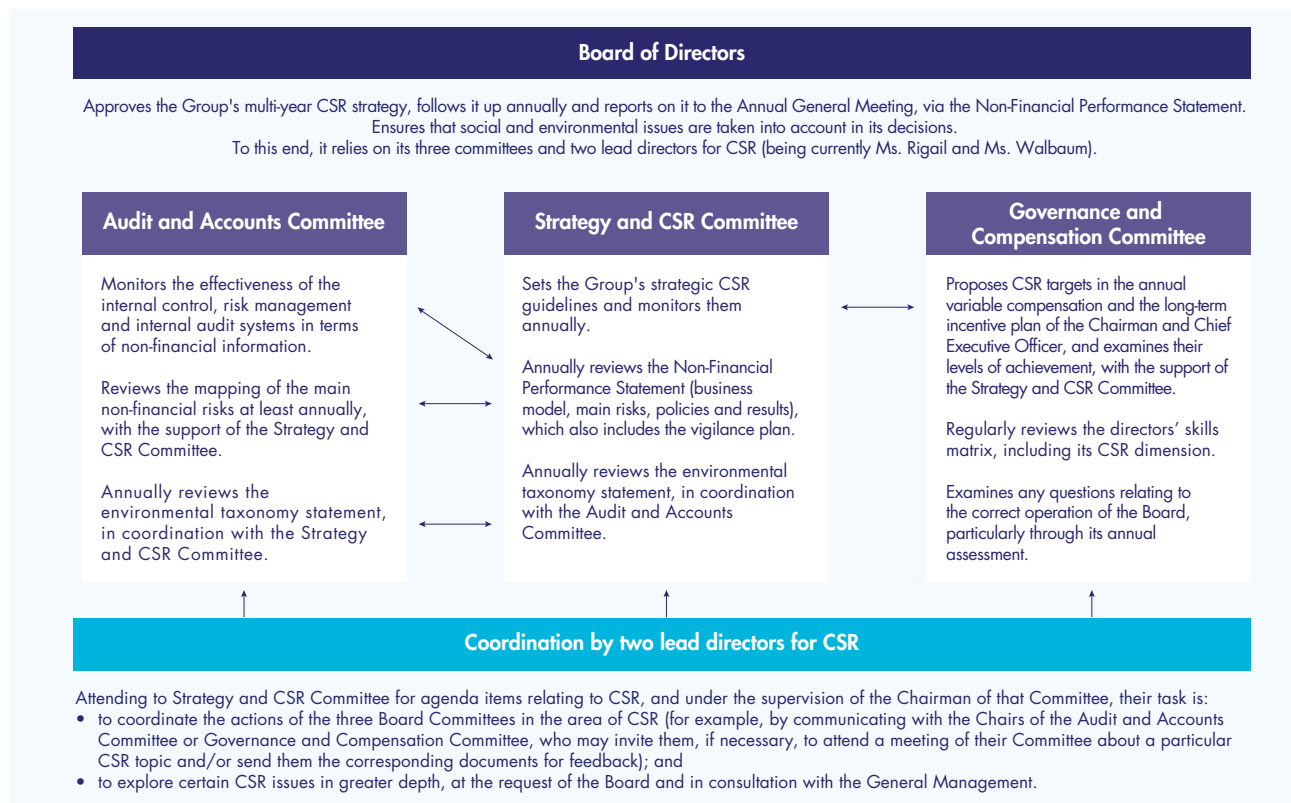 Board of Directors
Approves the Group's multi-year CSR strategy, follows it up annually and reports on it to the Annual General Meeting, via the Non-Financial Performance Statement.
Ensures that social and environmental issues are taken into account in its decisions.
To this end, it relies on its three committees and two lead directors for CSR (being currently Ms. Rigail and Ms. Walbaum).
Audit and Accounts Committee
Monitors the effectiveness of the
internal control, risk management
and internal audit systems in terms
of non-financial information.
Reviews the mapping of the main
non-financial risks at least annually,
with the support of the Strategy and
CSR Committee.
Annually reviews the
environmental taxonomy statement,
in coordination with the Strategy
and CSR Committee.
Strategy and CSR Committee
Sets the Group's strategic CSR
guidelines and monitors them
annually.
Annually reviews the Non-Financial
Performance Statement (business
model, main risks, policies and results),
which also includes the vigilance plan.
Annually reviews the environmental
taxonomy statement, in coordination
with the Audit and Accounts
Committee.
Governance and
Compensation Committee
Proposes CSR targets in the annual
variable compensation and the long-term
incentive plan of the Chairman and Chief
Executive Officer, and examines their
levels of achievement, with the support of
the Strategy and CSR Committee.
Regularly reviews the directors’ skills
matrix, including its CSR dimension.
Examines any questions relating to
the correct operation of the Board,
particularly through its annual
assessment.
Coordination by two lead directors for CSR
Attending to Strategy and CSR Committee for agenda items relating to CSR, and under the supervision of the Chairman of that Committee, their task is:
• to coordinate the actions of the three Board Committees in the area of CSR (for example, by communicating with the Chairs of the Audit and Accounts
Committee or Governance and Compensation Committee, who may invite them, if necessary, to attend a meeting of their Committee about a particular
CSR topic and/or send them the corresponding documents for feedback); and
• to explore certain CSR issues in greater depth, at the request of the Board and in consultation with the General Management.